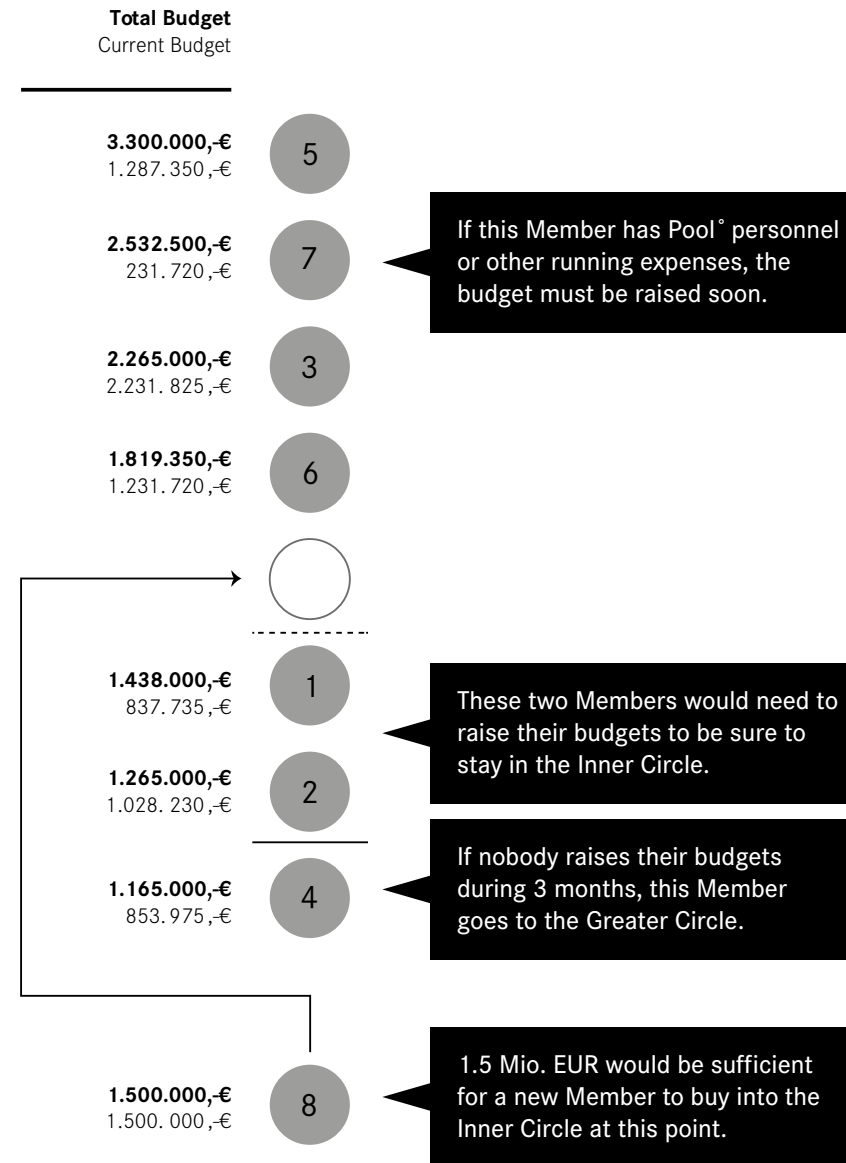 Total Budget
Current Budget
3.300.000,-€
1.287.350,-€
5
2.532.500,-€
231.720,-€
7
If this Member has Pool° personnel
or other running expenses, the
budget must be raised soon.
2.265.000,-€
2.231. 825,-€
3
1.819.350,-€
1.231. 720,-€
6
1.438.000,-€
837. 735,-€
1
These two Members would need to
raise their budgets to be sure to
stay in the Inner Circle.
1.265.000,-€
1.028. 230,-€
2
1.165.000,-€
853. 975,-€
4
If nobody raises their budgets
during 3 months, this Member
goes to the Greater Circle.
1.500.000,-€
1.500. 000,-€
8
1.5 Mio. EUR would be sufficient
for a new Member to buy into the
Inner Circle at this point.